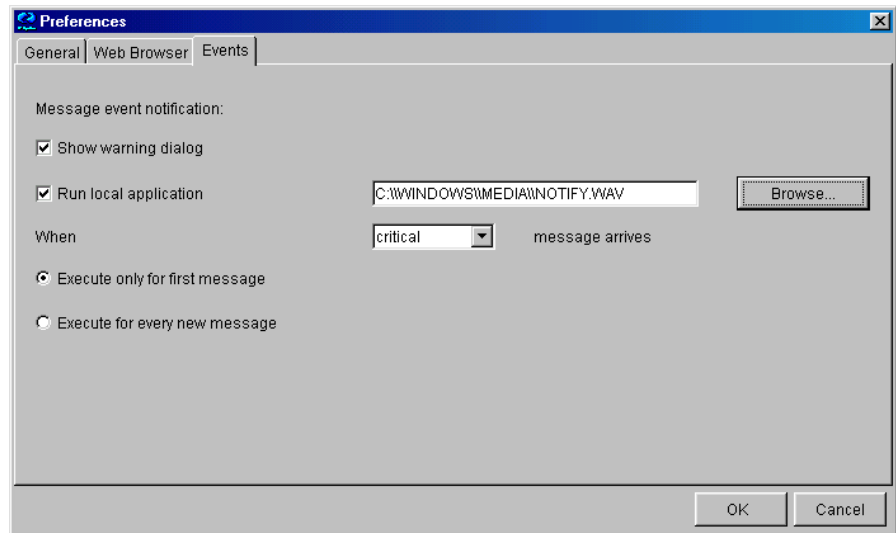 Preferences
General Web Browser Events
Message event notification:
Show warning dialog
Run local application C:\\WINDOWS\\MEDIA\\NOTIFY.WAV Browse...
When critical message arrives
Execute only for first message
Execute for every new message
OK Cancel